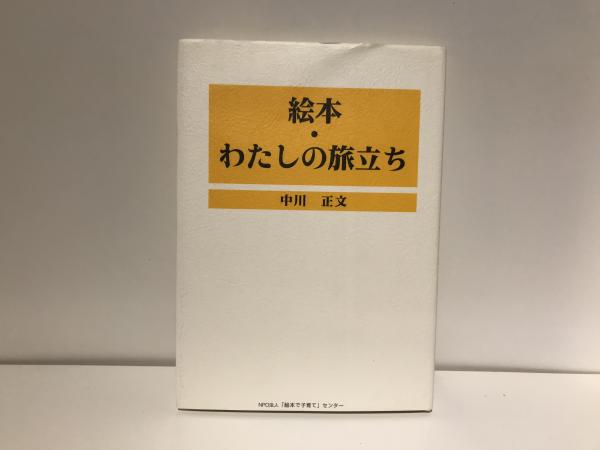 絵本
・
わたしの旅立ち
中川　正文
NPO法人「絵本で子育て」センター